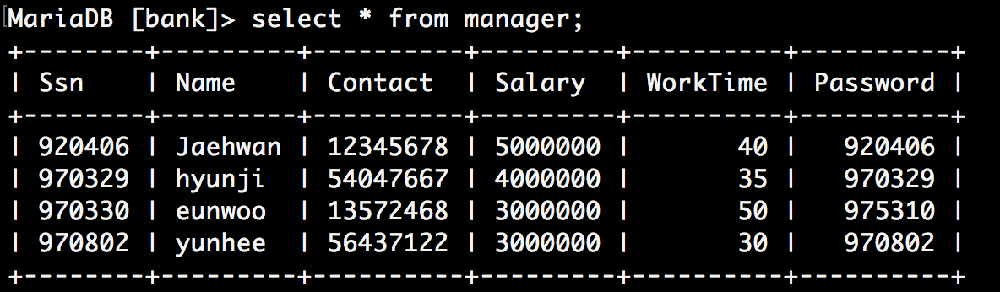 MariaDB [bank]> select * from manager;
+--------+---------+----------+---------+----------+----------+
| Ssn    | Name    | Contact  | Salary  | WorkTime | Password |
+--------+---------+----------+---------+----------+----------+
| 920406 | Jaehwan | 12345678 | 5000000 |       40 |   920406 |
| 970329 | hyunji  | 54047667 | 4000000 |       35 |   970329 |
| 970330 | eunwoo  | 13572468 | 3000000 |       50 |   975310 |
| 970802 | yunhee  | 56437122 | 3000000 |       30 |   970802 |
+--------+---------+----------+---------+----------+----------+